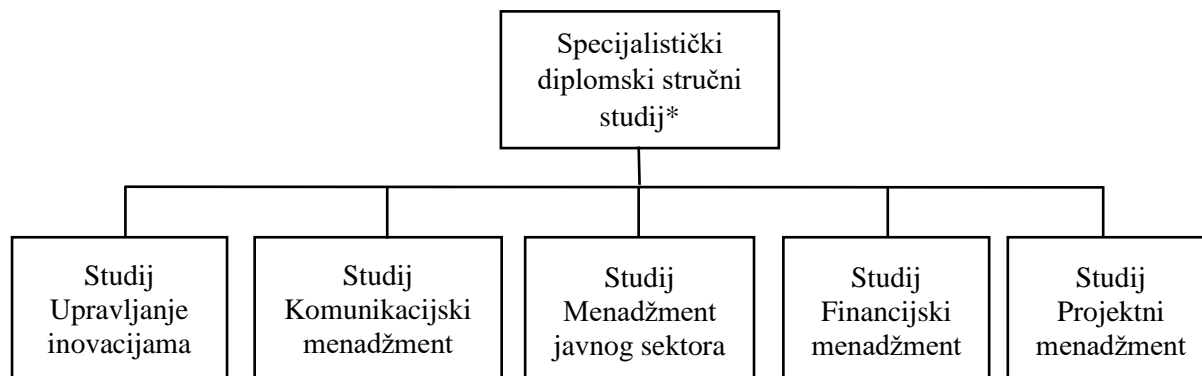 Specijalistički
diplomski stručni
studij*
Studij
Upravljanje
inovacijama
Studij
Komunikacijski
menadžment
Studij
Menadžment
javnog sektora
Studij
Financijski
menadžment
Studij
Projektni
menadžment